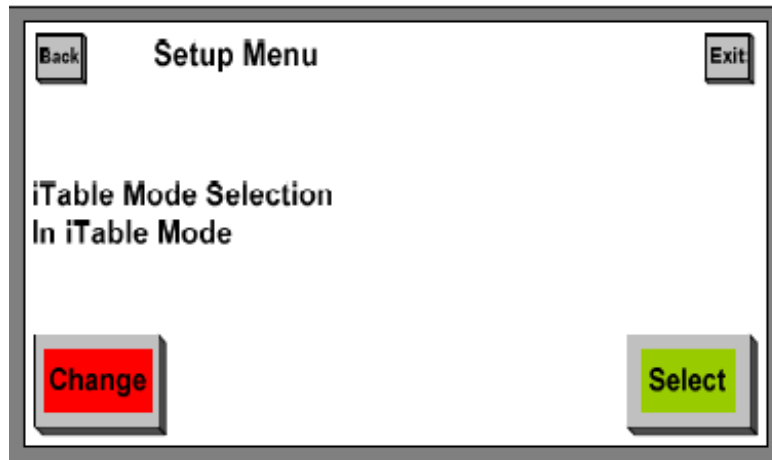 Back Setup Menu Exit
iTable Mode Selection
In iTable Mode
Change Select